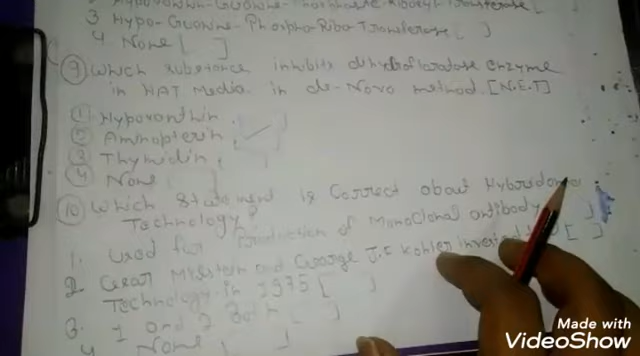 3 Hypo-Guanine-Phospho-Ribo Transferase [ ]
4. None [ ]
⑨ Which substance inhibits dihydrofloradase enzyme
in HAT Media in de-Novo method. [N.E.T]
① Hypoxanthin.
② Aminopterin
③ Thymidin
④ None
⑩ Which statement is correct about Hybridoma
Technology?
1. Used for production of Monoclonal antibody [ ]
2. Cesar Milstein and George J.F Kohler invented
Technology in 1975 [ ]
3. 1 and 2 Both [ ]
4 None [ ]
Made with
VideoShow